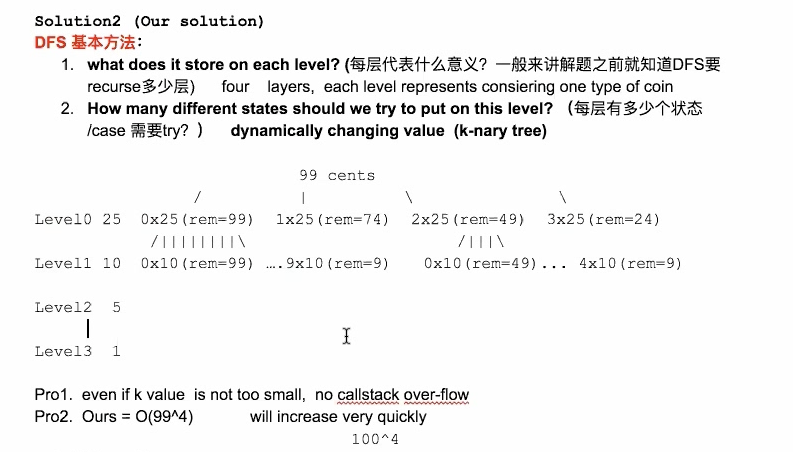 Solution2 (Our solution)
DFS 基本方法：
1. what does it store on each level? (每层代表什么意义？一般来讲解题之前就知道DFS要
recurse多少层) four layers, each level represents consiering one type of coin
2. How many different states should we try to put on this level? （每层有多少个状态
/case 需要try？） dynamically changing value (k-nary tree)
99 cents
/ | \ \
Level0 25 0x25(rem=99) 1x25(rem=74) 2x25(rem=49) 3x25(rem=24)
/||||||||\ /|||\
Level1 10 0x10(rem=99) ….9x10(rem=9) 0x10(rem=49)... 4x10(rem=9)
Level2 5
Level3 1
Pro1. even if k value is not too small, no callstack over-flow
Pro2. Ours = O(99^4) will increase very quickly
100^4